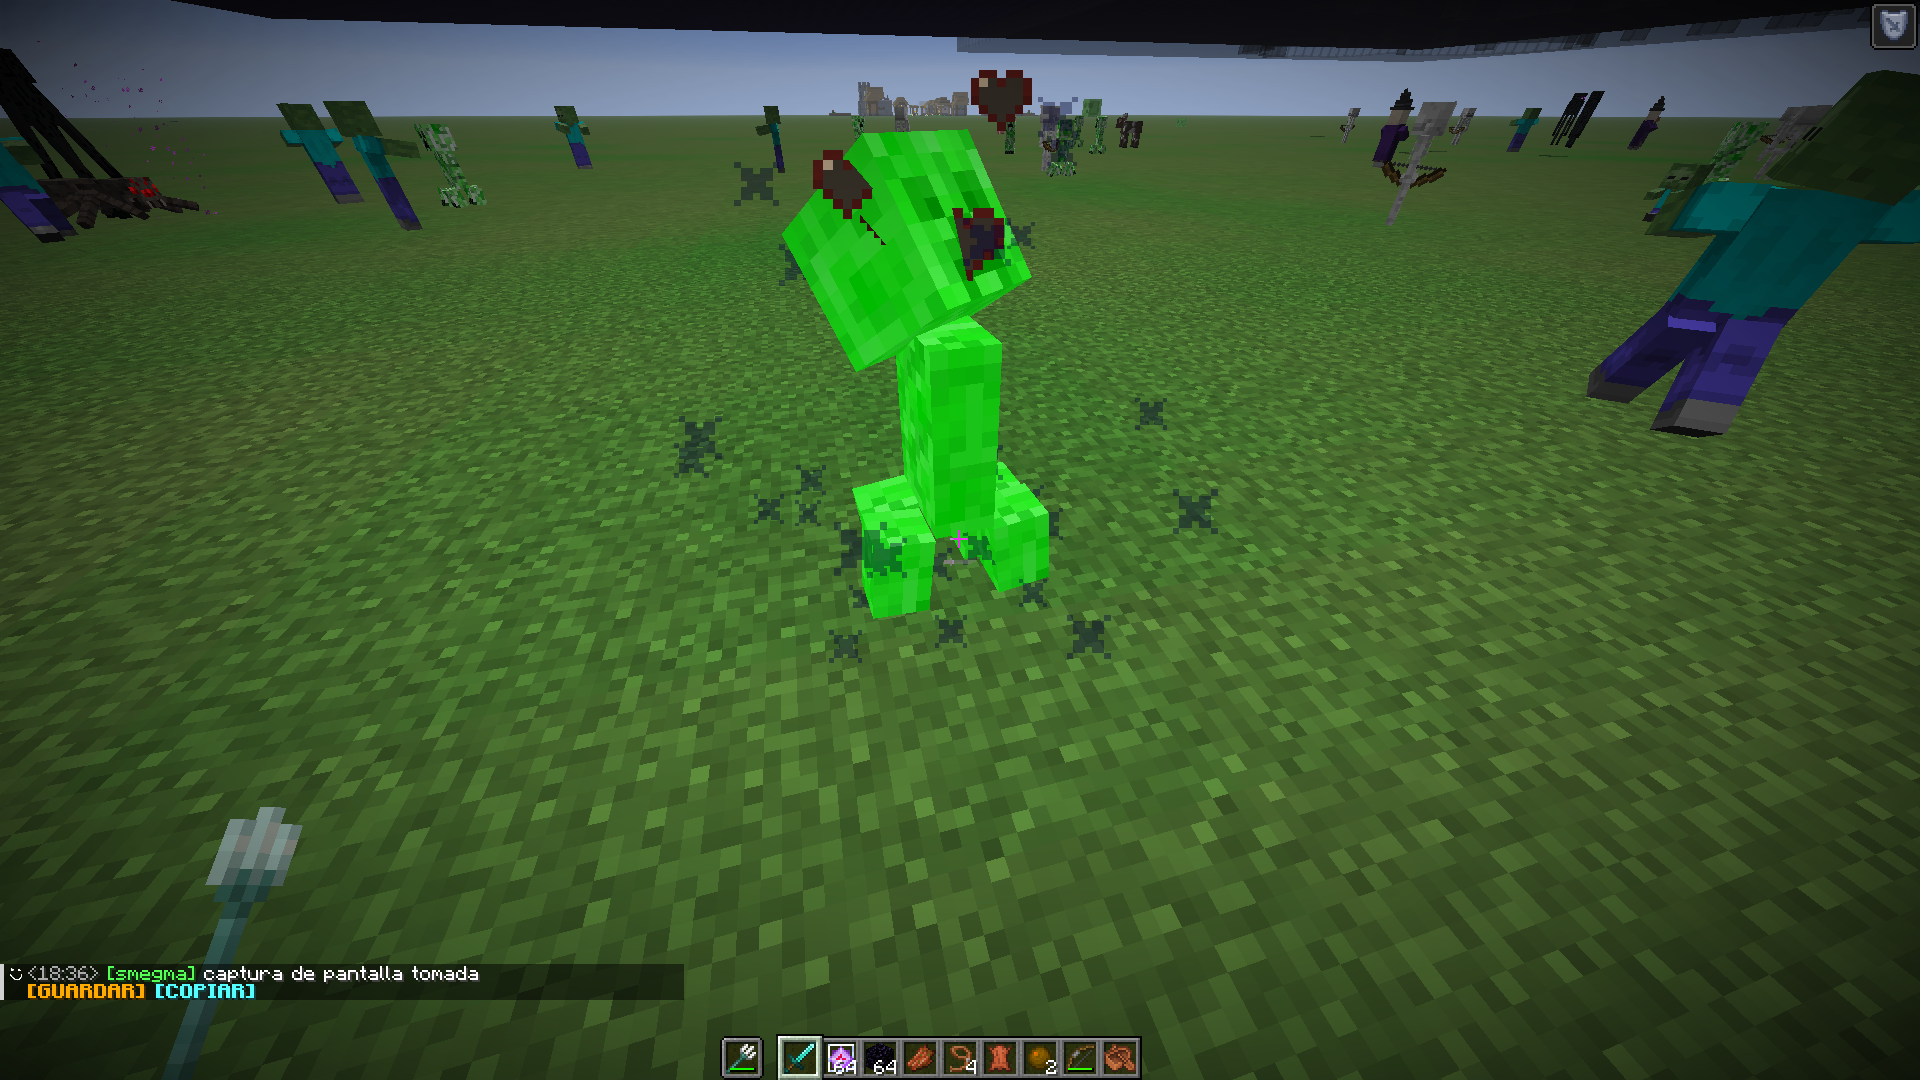 <18:36> [smegma] captura de pantalla tomada
[GUARDAR] [COPIAR]
64 64 4 2